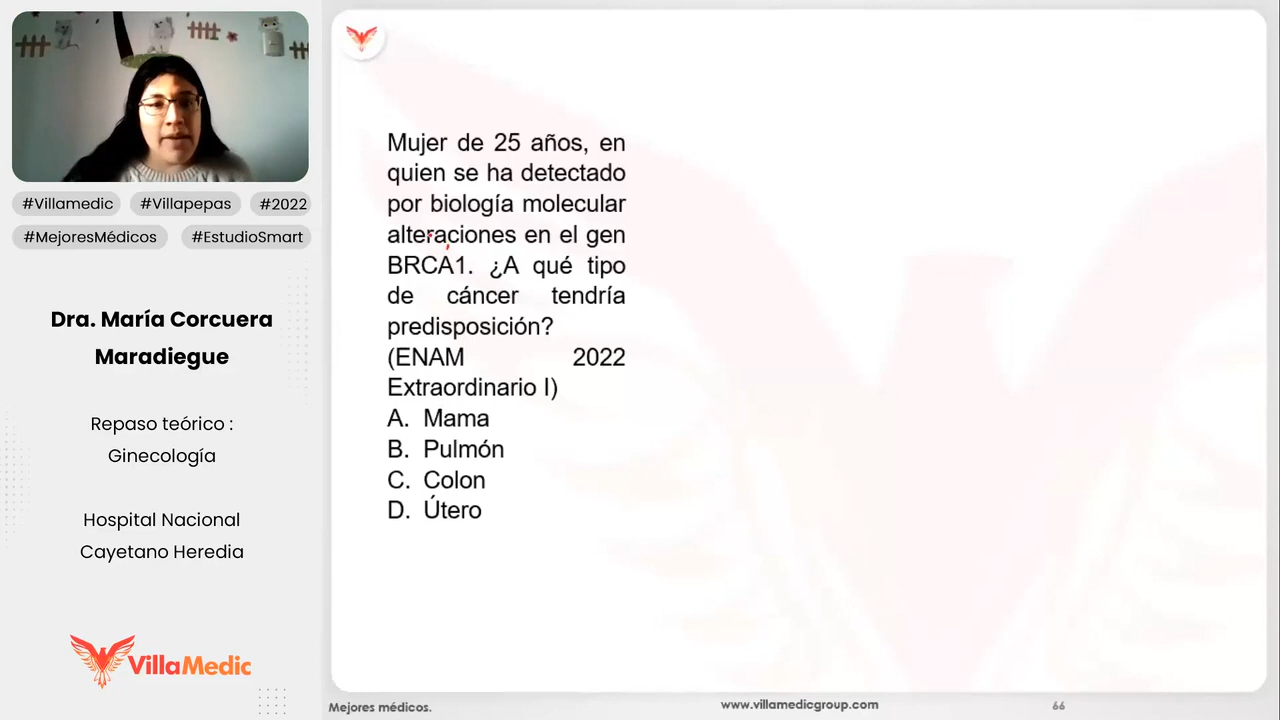 #Villamedic #Villapepas #2022
#MejoresMédicos #EstudioSmart
Dra. María Corcuera
Maradiegue
Repaso teórico :
Ginecología
Hospital Nacional
Cayetano Heredia
VillaMedic
Mujer de 25 años, en
quien se ha detectado
por biología molecular
alteraciones en el gen
BRCA1. ¿A qué tipo
de cáncer tendría
predisposición?
(ENAM 2022
Extraordinario I)
A. Mama
B. Pulmón
C. Colon
D. Útero
Mejores médicos.
www.villamedicgroup.com
66